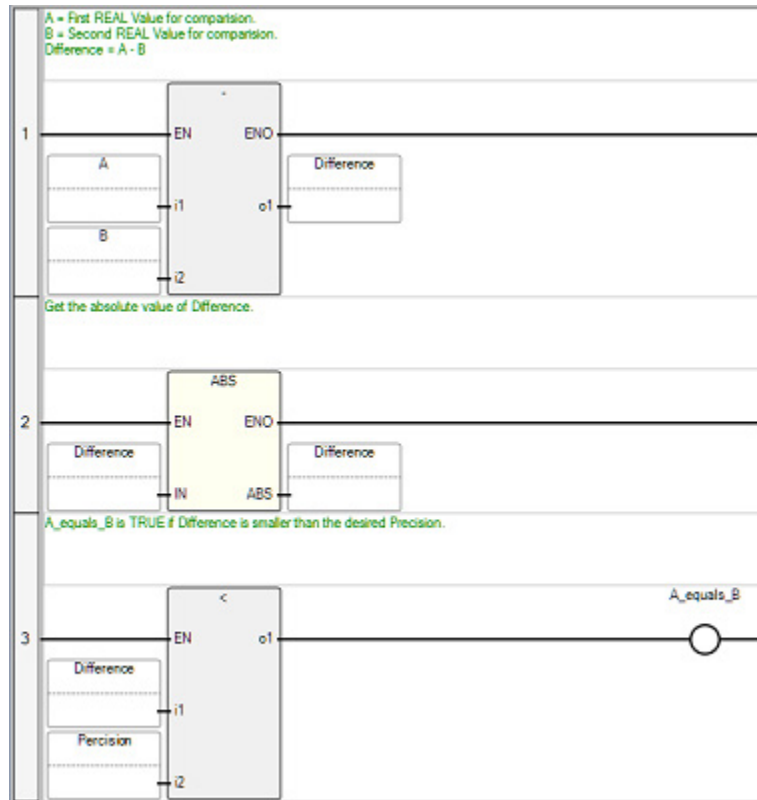 A = First REAL Value for comparision.
B = Second REAL Value for comparision.
Difference = A - B
-
1
EN ENO
A
Difference
i1 o1
B
i2
Get the absolute value of Difference.
ABS
2
EN ENO
Difference
Difference
IN ABS
A_equals_B is TRUE if Difference is smaller than the desired Precision.
<
A_equals_B
3
EN o1
Difference
i1
Percision
i2